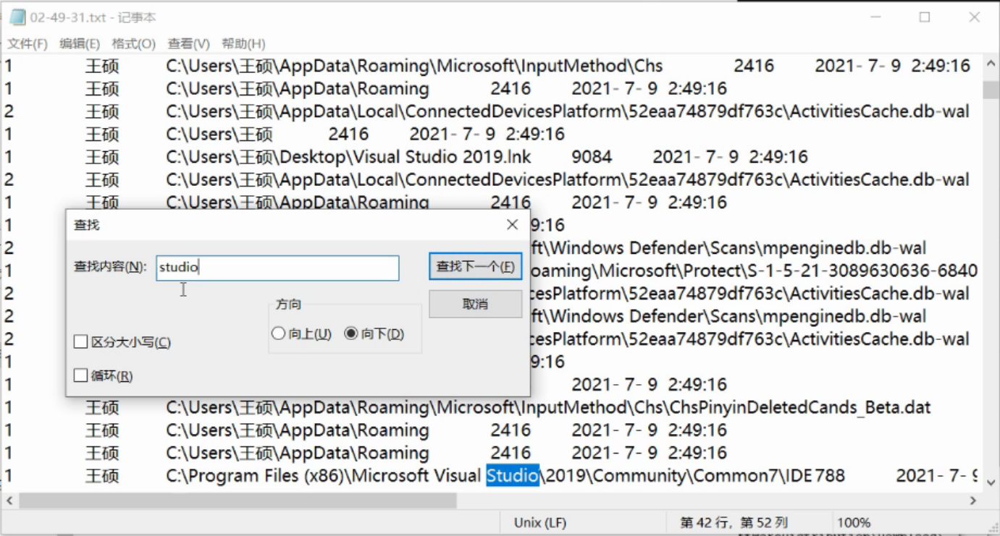 02-49-31.txt - 记事本
文件(F) 编辑(E) 格式(O) 查看(V) 帮助(H)
1 王硕 C:\Users\王硕\AppData\Roaming\Microsoft\InputMethod\Chs 2416 2021- 7- 9 2:49:16
1 王硕 C:\Users\王硕\AppData\Roaming 2416 2021- 7- 9 2:49:16
2 王硕 C:\Users\王硕\AppData\Local\ConnectedDevicesPlatform\52eaa74879df763c\ActivitiesCache.db-wal
1 王硕 C:\Users\王硕 2416 2021- 7- 9 2:49:16
1 王硕 C:\Users\王硕\Desktop\Visual Studio 2019.lnk 9084 2021- 7- 9 2:49:16
2 王硕 C:\Users\王硕\AppData\Local\ConnectedDevicesPlatform\52eaa74879df763c\ActivitiesCache.db-wal
1 王硕 C:\Users\王硕\AppData\Roaming 2416 2021- 7- 9 2:49:16
1 9:16
2 ft\Windows Defender\Scans\mpenginedb.db-wal
1 oaming\Microsoft\Protect\S-1-5-21-3089630636-6840
2 cesPlatform\52eaa74879df763c\ActivitiesCache.db-wal
2 ft\Windows Defender\Scans\mpenginedb.db-wal
2 cesPlatform\52eaa74879df763c\ActivitiesCache.db-wal
1 9:16
1 2021- 7- 9 2:49:16
1 王硕 C:\Users\王硕\AppData\Roaming\Microsoft\InputMethod\Chs\ChsPinyinDeletedCands_Beta.dat
1 王硕 C:\Users\王硕\AppData\Roaming 2416 2021- 7- 9 2:49:16
1 王硕 C:\Users\王硕\AppData\Roaming 2416 2021- 7- 9 2:49:16
1 王硕 C:\Program Files (x86)\Microsoft Visual Studio\2019\Community\Common7\IDE 788 2021- 7- 9
查找
查找内容(N): studio 查找下一个(F)
取消
方向
向上(U) 向下(D)
区分大小写(C)
循环(R)
Unix (LF) 第 42 行，第 52 列 100%